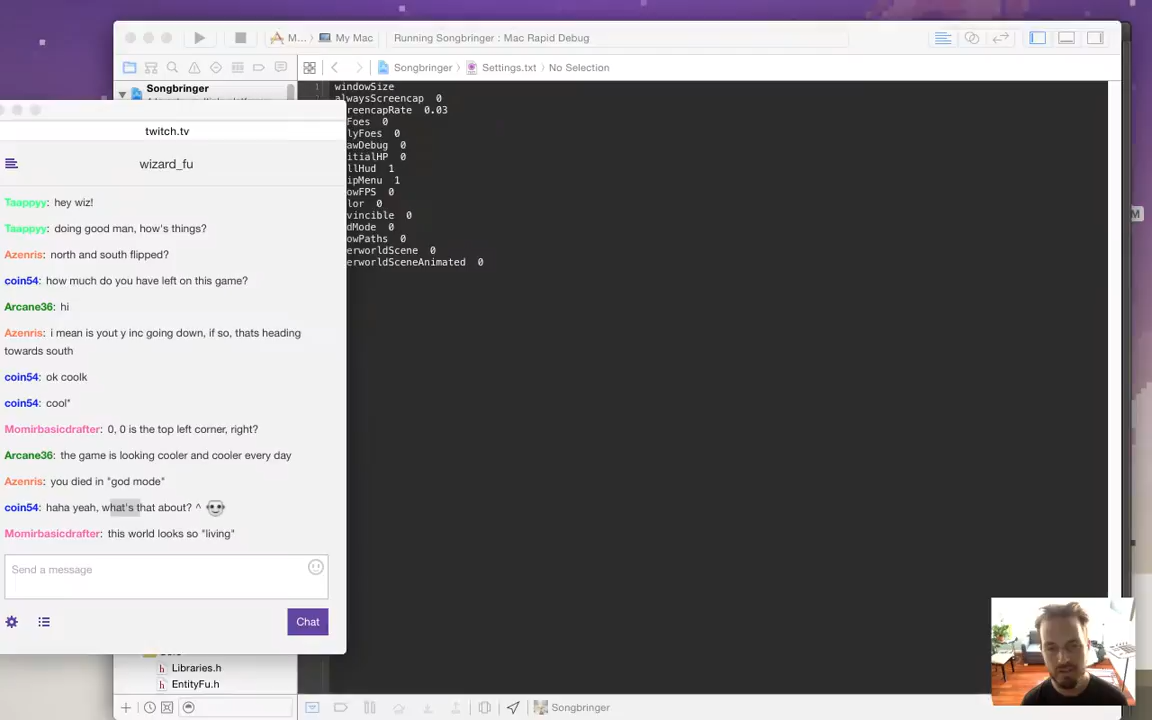 M... My Mac Running Songbringer : Mac Rapid Debug
Songbringer Settings.txt No Selection
Songbringer
1 windowSize
alwaysScreencap 0
reencapRate 0.03
Foes 0
lyFoes 0
awDebug 0
itialHP 0
llHud 1
ipMenu 1
owFPS 0
lor 0
vincible 0
dMode 0
owPaths 0
erworldScene 0
erworldSceneAnimated 0
twitch.tv
wizard_fu
Taappyy: hey wiz!
Taappyy: doing good man, how's things?
Azenris: north and south flipped?
coin54: how much do you have left on this game?
Arcane36: hi
Azenris: i mean is yout y inc going down, if so, thats heading
towards south
coin54: ok coolk
coin54: cool*
Momirbasicdrafter: 0, 0 is the top left corner, right?
Arcane36: the game is looking cooler and cooler every day
Azenris: you died in "god mode"
coin54: haha yeah, what's that about? ^
Momirbasicdrafter: this world looks so "living"
Send a message
Chat
h Libraries.h
h EntityFu.h
Songbringer
M